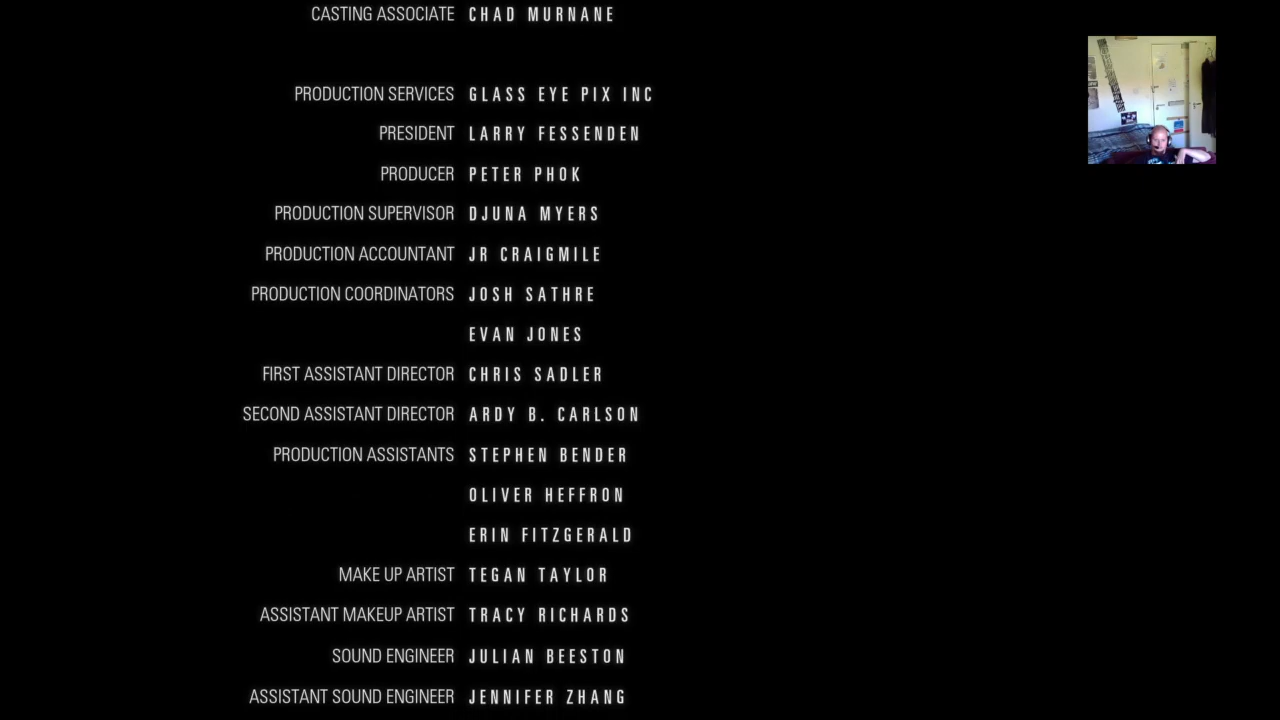 CASTING ASSOCIATE CHAD MURNANE
PRODUCTION SERVICES GLASS EYE PIX INC
PRESIDENT LARRY FESSENDEN
PRODUCER PETER PHOK
PRODUCTION SUPERVISOR DJUNA MYERS
PRODUCTION ACCOUNTANT JR CRAIGMILE
PRODUCTION COORDINATORS JOSH SATHRE
EVAN JONES
FIRST ASSISTANT DIRECTOR CHRIS SADLER
SECOND ASSISTANT DIRECTOR ARDY B. CARLSON
PRODUCTION ASSISTANTS STEPHEN BENDER
OLIVER HEFFRON
ERIN FITZGERALD
MAKE UP ARTIST TEGAN TAYLOR
ASSISTANT MAKEUP ARTIST TRACY RICHARDS
SOUND ENGINEER JULIAN BEESTON
ASSISTANT SOUND ENGINEER JENNIFER ZHANG